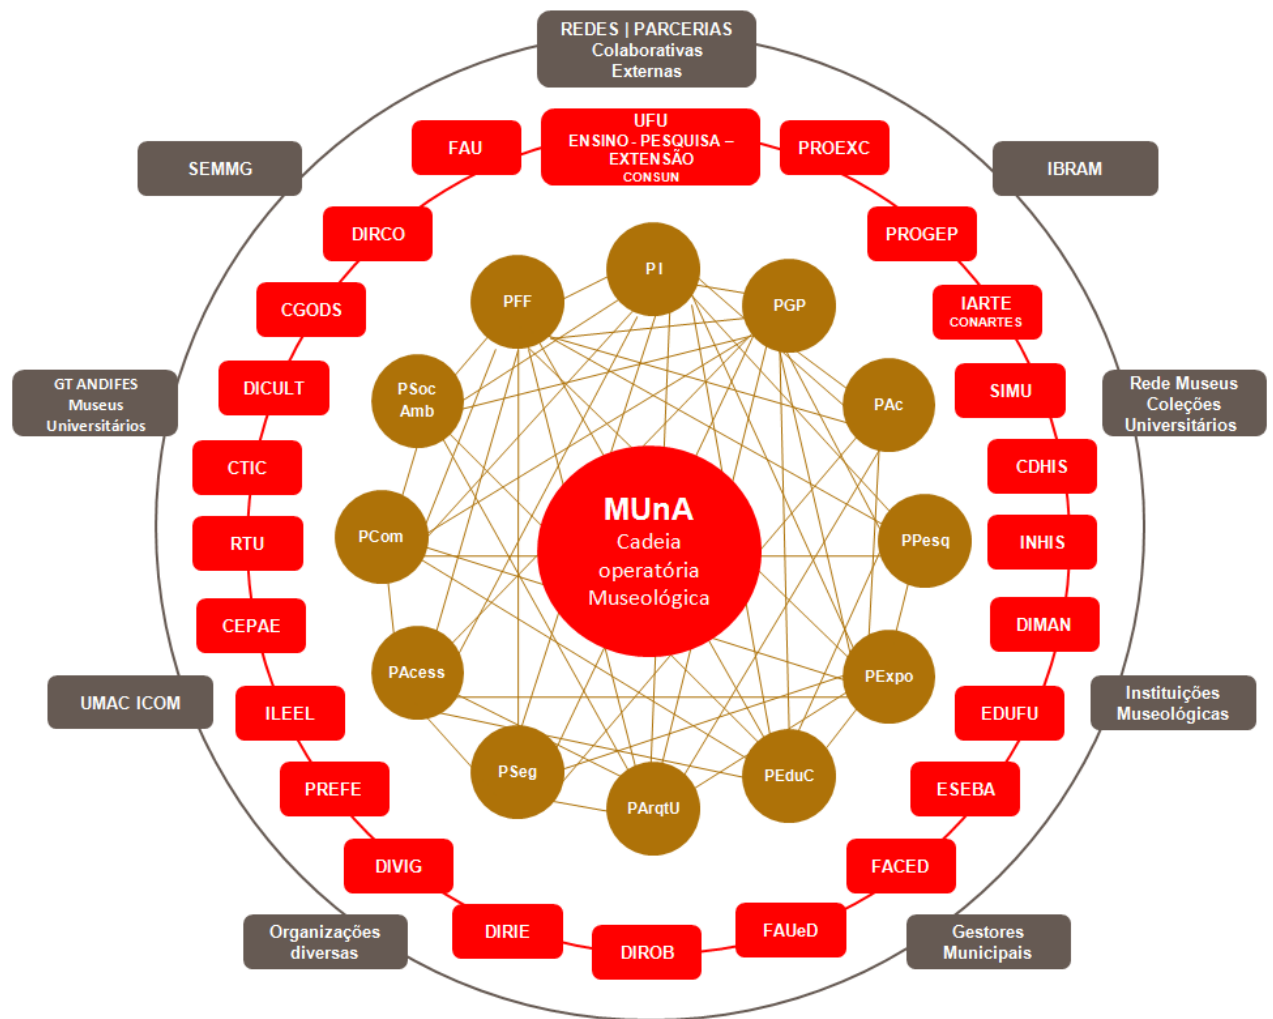 REDES | PARCERIAS
Colaborativas
Externas
UFU
ENSINO - PESQUISA –
EXTENSÃO
CONSUN
FAU
PROEXC
SEMMG
IBRAM
DIRCO
PROGEP
PI
PFF
PGP
CGODS
IARTE
CONARTES
DICULT
SIMU
GT ANDIFES
Museus
Universitários
PSoc
Amb
PAc
Rede Museus
Coleções
Universitários
CTIC
CDHIS
MUnA
Cadeia
operatória
Museológica
RTU
PCom
PPesq
INHIS
CEPAE
DIMAN
PAcess
PExpo
UMAC ICOM
ILEEL
EDUFU
Instituições
Museológicas
PREFE
PSeg
PArqtU
PEduC
ESEBA
DIVIG
FACED
Organizações
diversas
DIRIE
DIROB
FAUeD
Gestores
Municipais